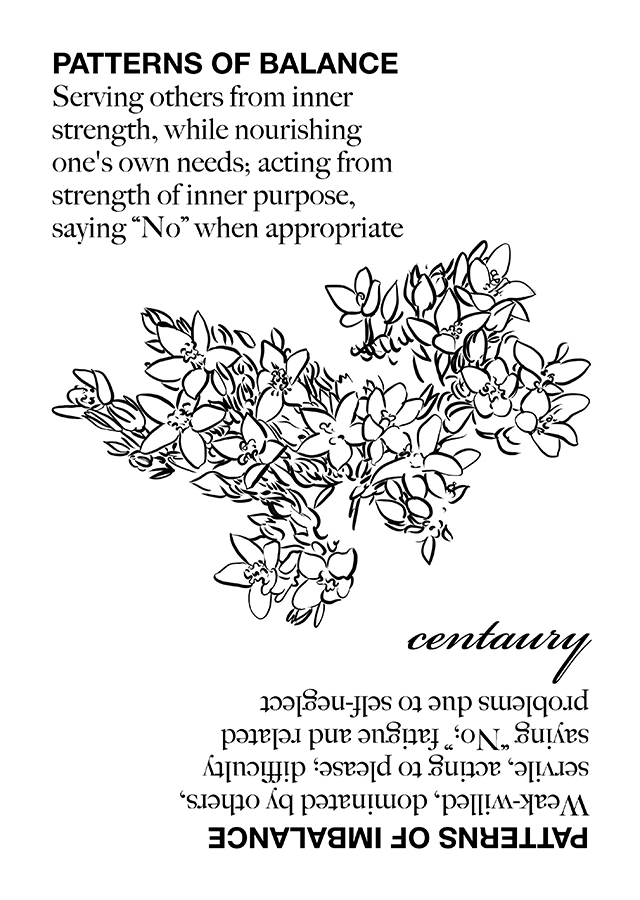 PATTERNS OF BALANCE
Serving others from inner
strength, while nourishing
one's own needs; acting from
strength of inner purpose,
saying “No” when appropriate
centaury
PATTERNS OF IMBALANCE
Weak-willed, dominated by others,
servile, acting to please; difficulty
saying “No;” fatigue and related
problems due to self-neglect